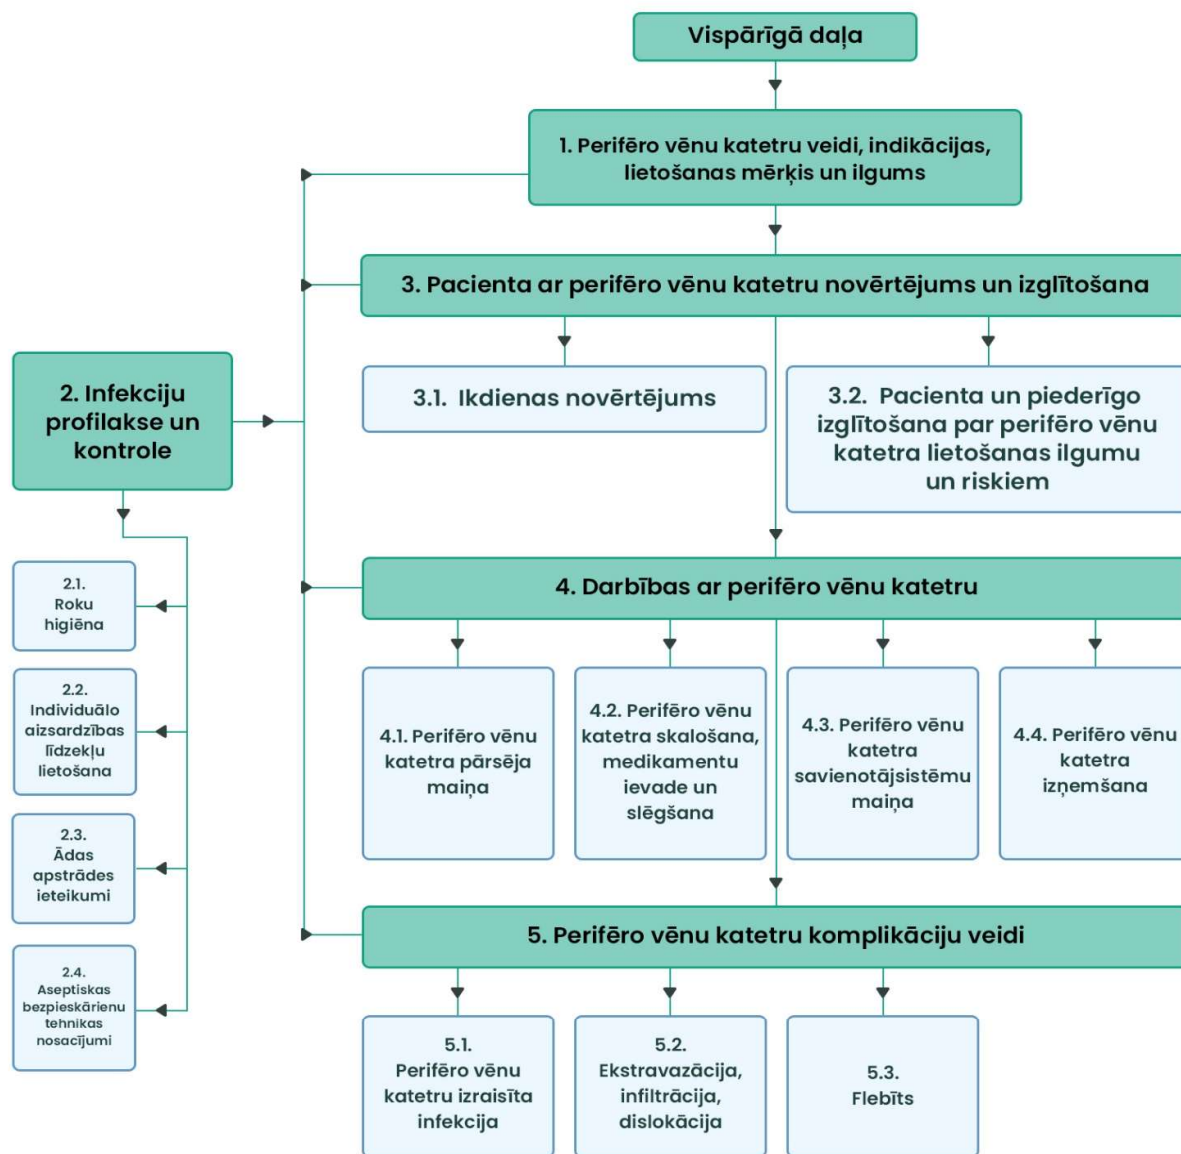 Vispārīgā daļa
1. Perifēro vēnu katetru veidi, indikācijas,
lietošanas mērķis un ilgums
3. Pacienta ar perifēro vēnu katetru novērtējums un izglītošana
3.1. Ikdienas novērtējums
3.2. Pacienta un piederīgo
izglītošana par perifēro vēnu
katetra lietošanas ilgumu
un riskiem
2. Infekciju
profilakse un
kontrole
2.1.
Roku
higiēna
2.2.
Individuālo
aizsardzības
līdzekļu
lietošana
2.3.
Ādas
apstrādes
ieteikumi
2.4.
Aseptiskas
bezpieskārienu
tehnikas
nosacījumi
4. Darbības ar perifēro vēnu katetru
4.1. Perifēro vēnu
katetra pārsēja
maiņa
4.2. Perifēro vēnu
katetra skalošana,
medikamentu
ievade un
slēgšana
4.3. Perifēro vēnu
katetra
savienotājsistēmu
maiņa
4.4. Perifēro vēnu
katetra
izņemšana
5. Perifēro vēnu katetru komplikāciju veidi
5.1.
Perifēro vēnu
katetru izraisīta
infekcija
5.2.
Ekstravazācija,
infiltrācija,
dislokācija
5.3.
Flebīts